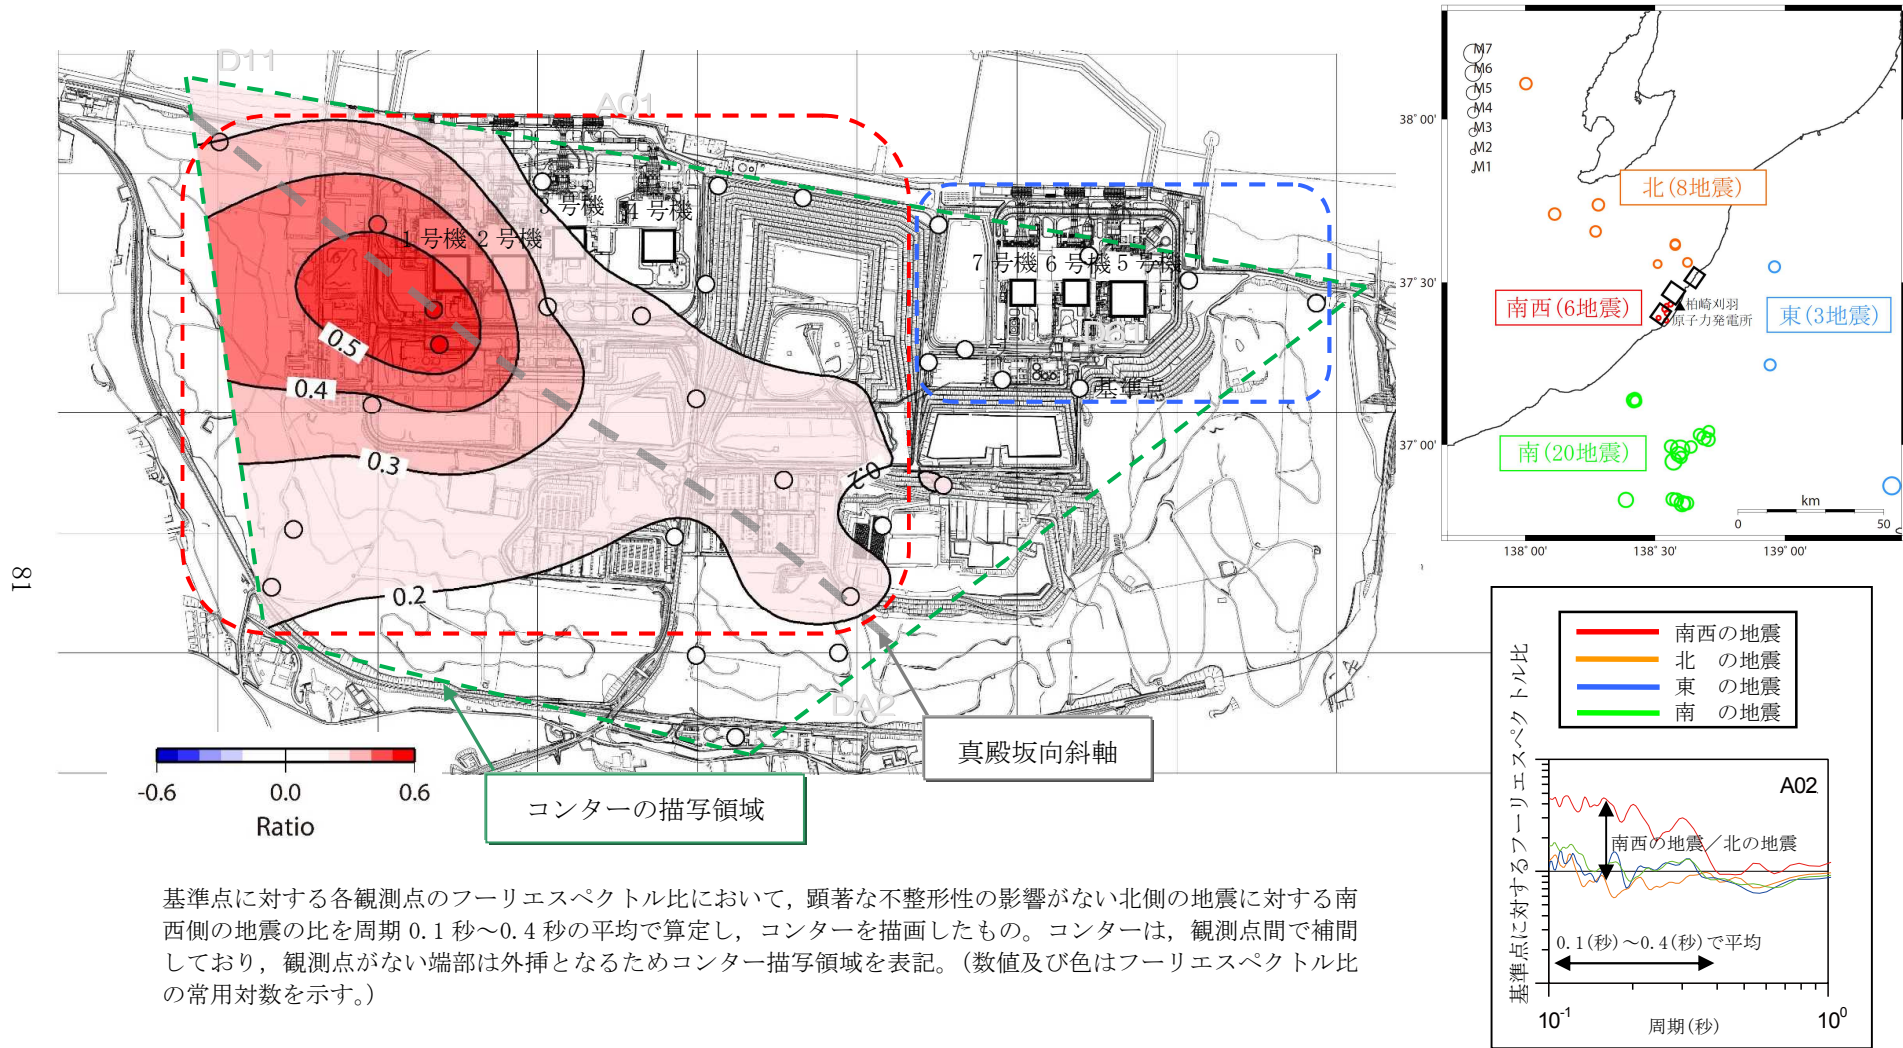 D11
A01
3 号機
4 号機
1 号機
2 号機
7 号機
6 号機
5 号機
基準点
0.5
0.4
0.3
0.2
0.2
DA2
真殿坂向斜軸
コンターの描写領域
-0.6
0.0
0.6
Ratio
81
基準点に対する各観測点のフーリエスペクトル比において，顕著な不整形性の影響がない北側の地震に対する南
西側の地震の比を周期 0.1 秒～0.4 秒の平均で算定し，コンターを描画したもの。コンターは，観測点間で補間
しており，観測点がない端部は外挿となるためコンター描写領域を表記。（数値及び色はフーリエスペクトル比
の常用対数を示す。）
M7
M6
M5
M4
M3
M2
M1
38° 00'
37° 30'
37° 00'
138° 00'
138° 30'
139° 00'
北(8地震)
南西(6地震)
東(3地震)
南(20地震)
柏崎刈羽
原子力発電所
km
0
50
南西の地震
北　の地震
東　の地震
南　の地震
基準点に対するフーリエスペクトル比
A02
南西の地震／北の地震
0.1(秒)～0.4(秒)で平均
10-1
100
周期(秒)